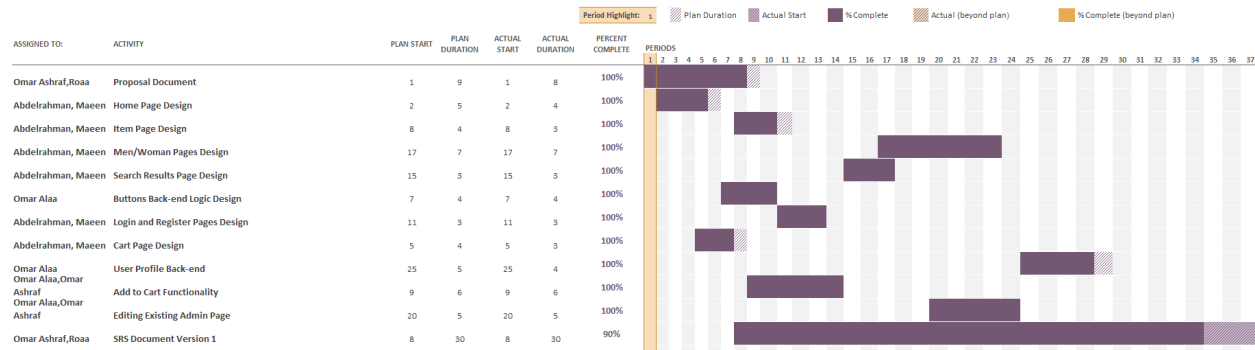 Period Highlight: 1 Plan Duration Actual Start % Complete Actual (beyond plan) % Complete (beyond plan)
ASSIGNED TO: ACTIVITY PLAN START PLAN DURATION ACTUAL START ACTUAL DURATION PERCENT COMPLETE PERIODS
1 2 3 4 5 6 7 8 9 10 11 12 13 14 15 16 17 18 19 20 21 22 23 24 25 26 27 28 29 30 31 32 33 34 35 36 37
Omar Ashraf,Roaa Proposal Document 1 9 1 8 100%
Abdelrahman, Maeen Home Page Design 2 5 2 4 100%
Abdelrahman, Maeen Item Page Design 8 4 8 3 100%
Abdelrahman, Maeen Men/Woman Pages Design 17 7 17 7 100%
Abdelrahman, Maeen Search Results Page Design 15 3 15 3 100%
Omar Alaa Buttons Back-end Logic Design 7 4 7 4 100%
Abdelrahman, Maeen Login and Register Pages Design 11 3 11 3 100%
Abdelrahman, Maeen Cart Page Design 5 4 5 3 100%
Omar Alaa User Profile Back-end 25 5 25 4 100%
Omar Alaa,Omar
Ashraf Add to Cart Functionality 9 6 9 6 100%
Omar Alaa,Omar
Ashraf Editing Existing Admin Page 20 5 20 5 100%
Omar Ashraf,Roaa SRS Document Version 1 8 30 8 30 90%